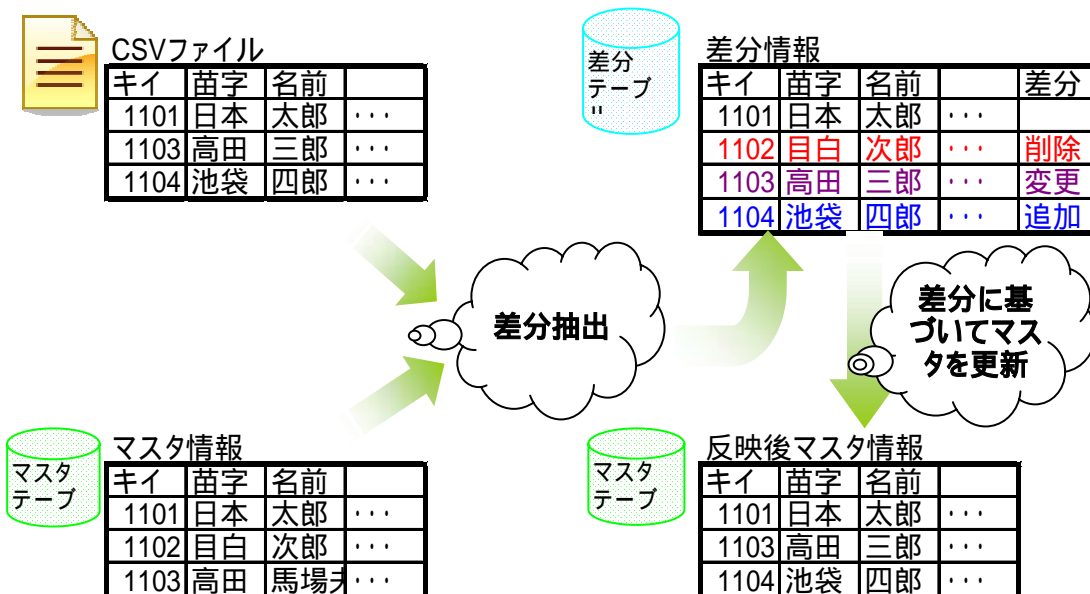 CSVファイル
キイ 苗字 名前
1101 日本 太郎 ・・・
1103 高田 三郎 ・・・
1104 池袋 四郎 ・・・
差分
テーブ
差分情報
キイ 苗字 名前 差分
1101 日本 太郎 ・・・
1102 目白 次郎 ・・・ 削除
1103 高田 三郎 ・・・ 変更
1104 池袋 四郎 ・・・ 追加
差分抽出
差分に基
づいてマス
タを更新
マスタ
テーブ
マスタ情報
キイ 苗字 名前
1101 日本 太郎 ・・・
1102 目白 次郎 ・・・
1103 高田 馬場 ・・・
マスタ
テーブ
反映後マスタ情報
キイ 苗字 名前
1101 日本 太郎 ・・・
1103 高田 三郎 ・・・
1104 池袋 四郎 ・・・